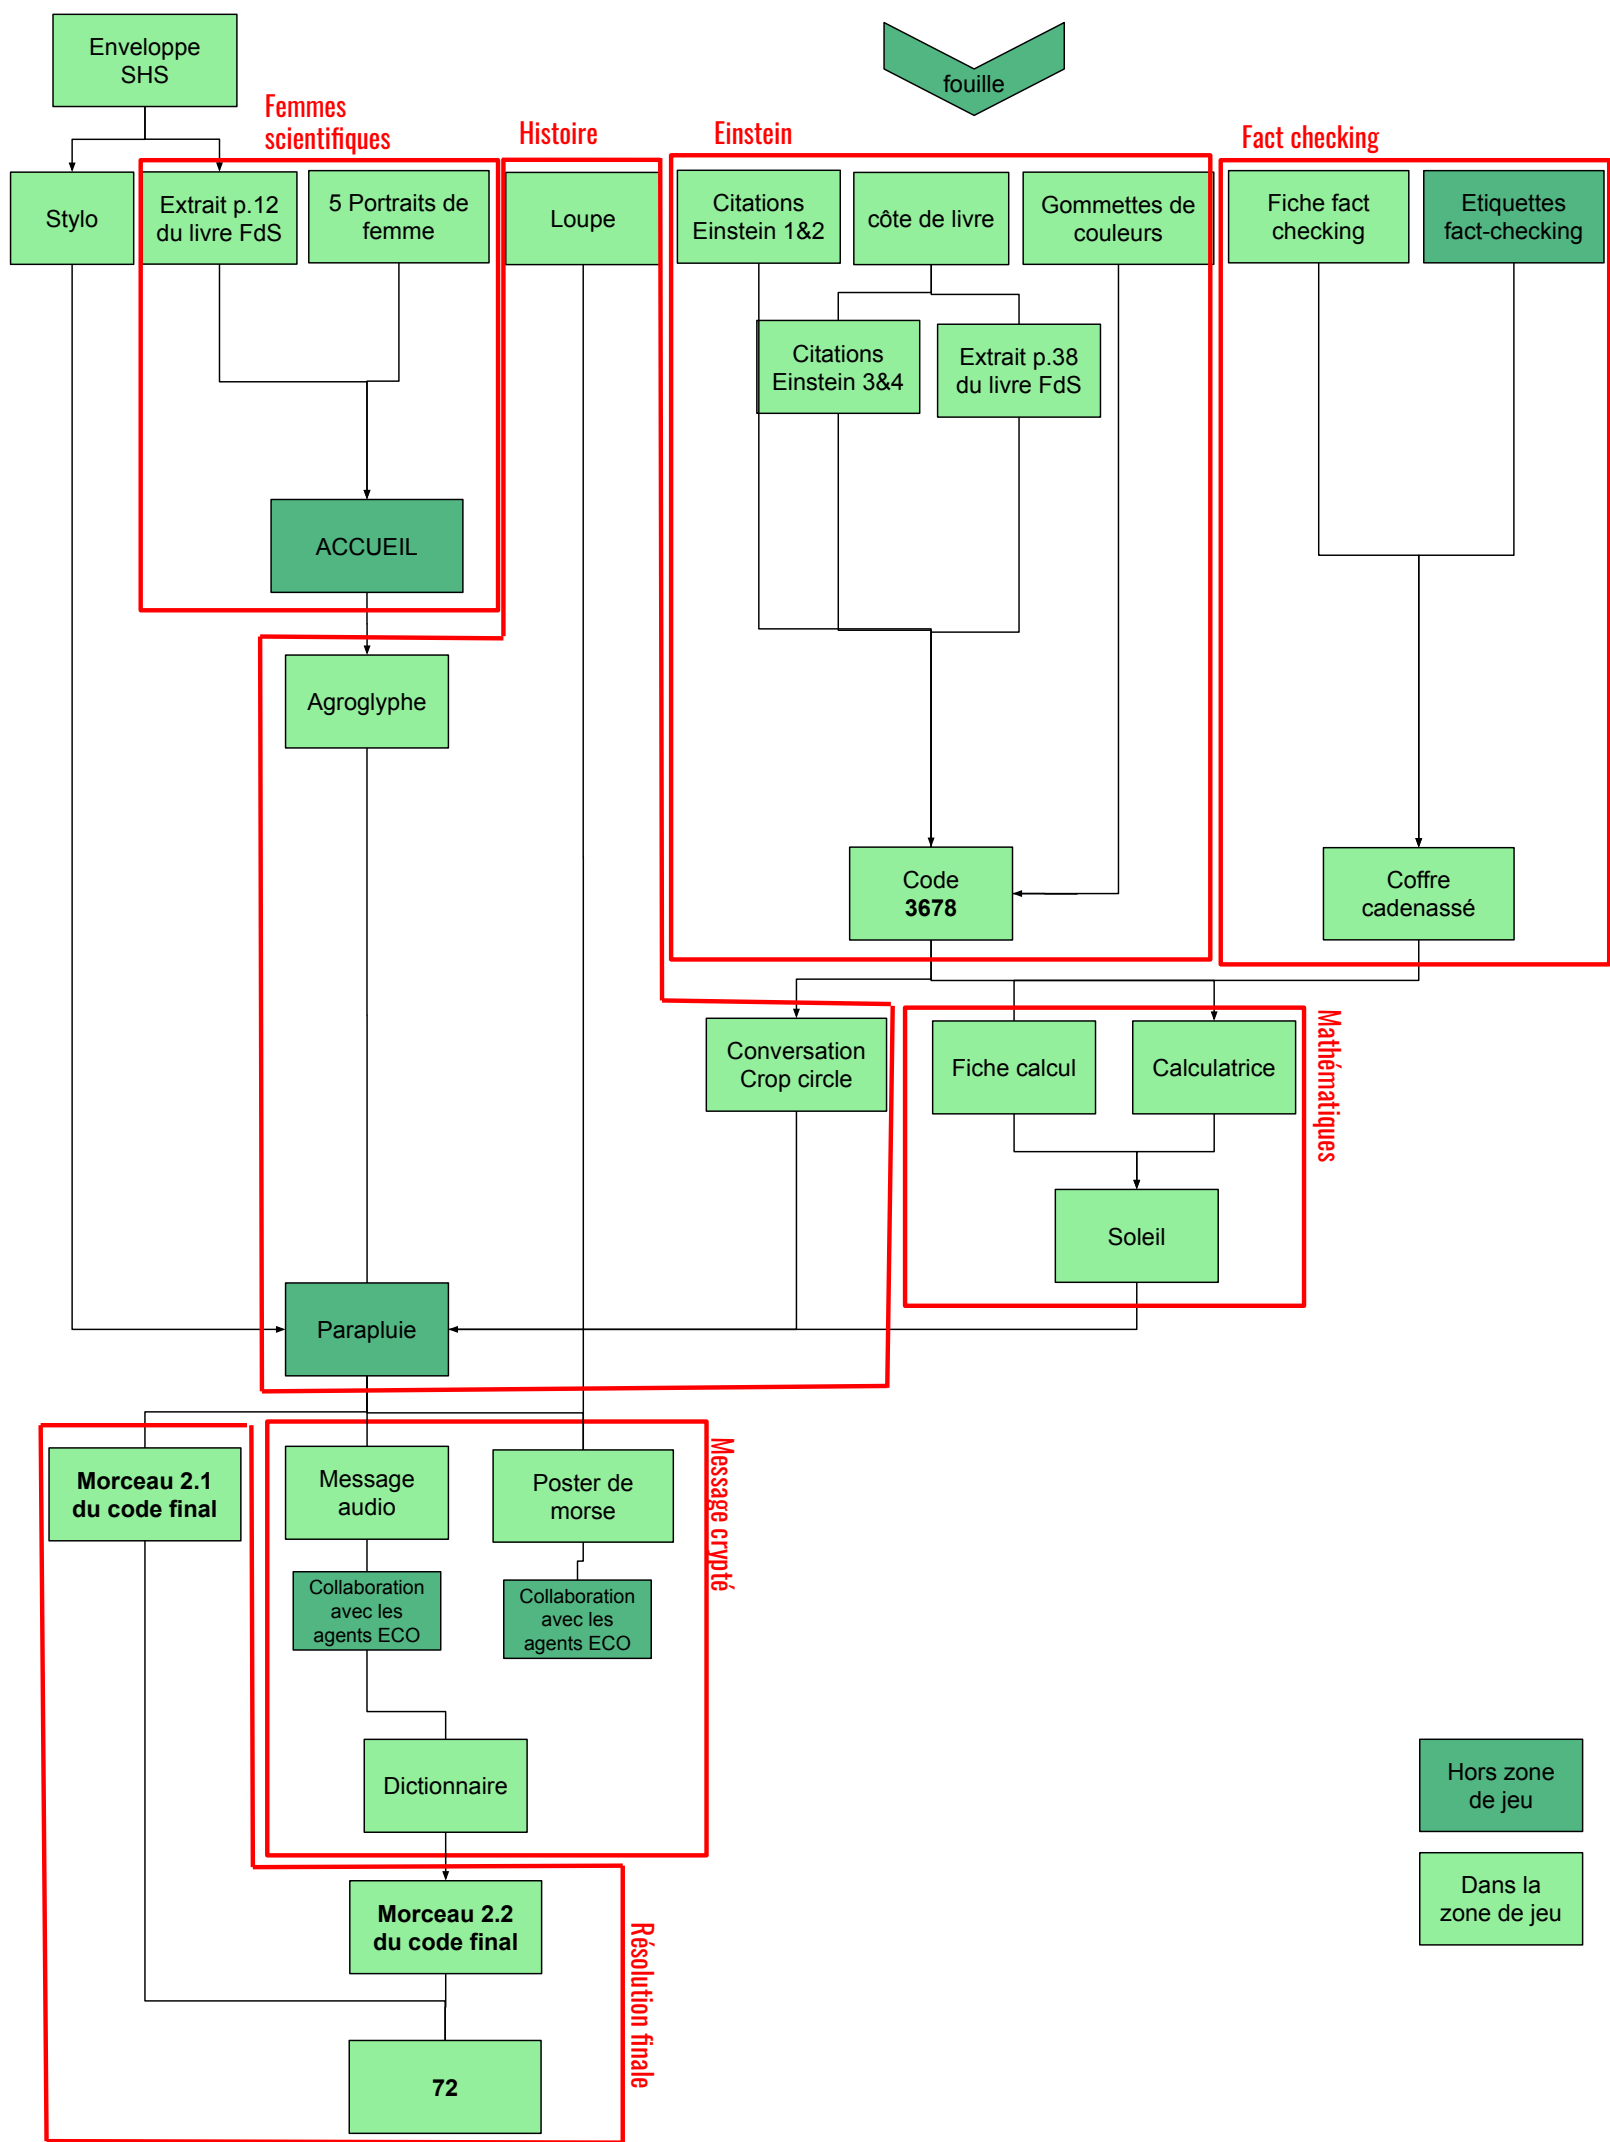 Enveloppe
SHS
fouille
Femmes
scientifiques
Histoire
Einstein
Fact checking
Stylo
Extrait p.12
du livre FdS
5 Portraits de
femme
Loupe
Citations
Einstein 1&2
côte de livre
Gommettes de
couleurs
Fiche fact
checking
Etiquettes
fact-checking
Citations
Einstein 3&4
Extrait p.38
du livre FdS
ACCUEIL
Agroglyphe
Code
3678
Coffre
cadenassé
Conversation
Crop circle
Fiche calcul
Calculatrice
Mathématiques
Soleil
Parapluie
Morceau 2.1
du code final
Message
audio
Poster de
morse
Message crypté
Collaboration
avec les
agents ECO
Collaboration
avec les
agents ECO
Dictionnaire
Hors zone
de jeu
Dans la
zone de jeu
Morceau 2.2
du code final
Résolution finale
72